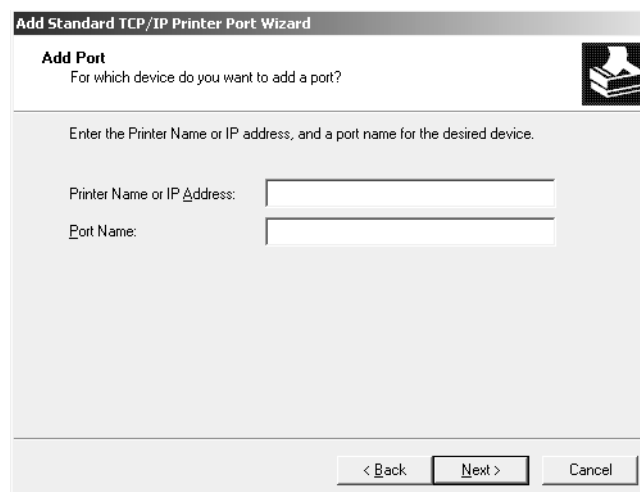 Add Standard TCP/IP Printer Port Wizard
Add Port
For which device do you want to add a port?
Enter the Printer Name or IP address, and a port name for the desired device.
Printer Name or IP Address:
Port Name:
< Back Next > Cancel